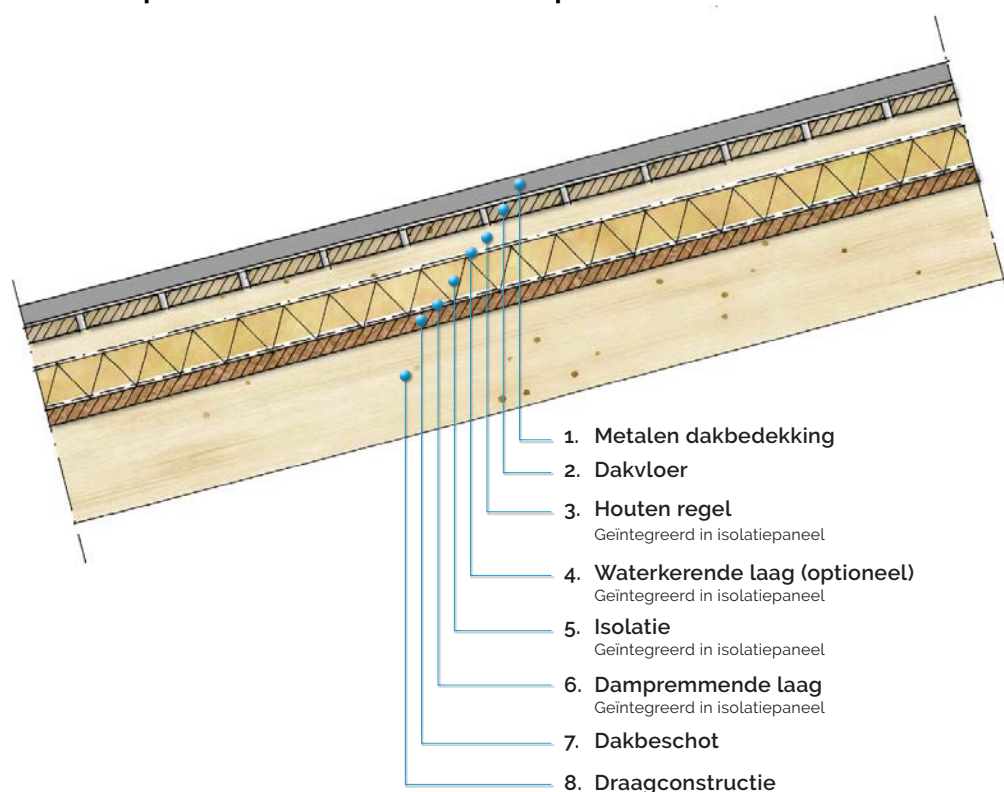 1. Metalen dakbedekking
2. Dakvloer
3. Houten regel
Geïntegreerd in isolatiepaneel
4. Waterkerende laag (optioneel)
Geïntegreerd in isolatiepaneel
5. Isolatie
Geïntegreerd in isolatiepaneel
6. Dampremmende laag
Geïntegreerd in isolatiepaneel
7. Dakbeschot
8. Draagconstructie